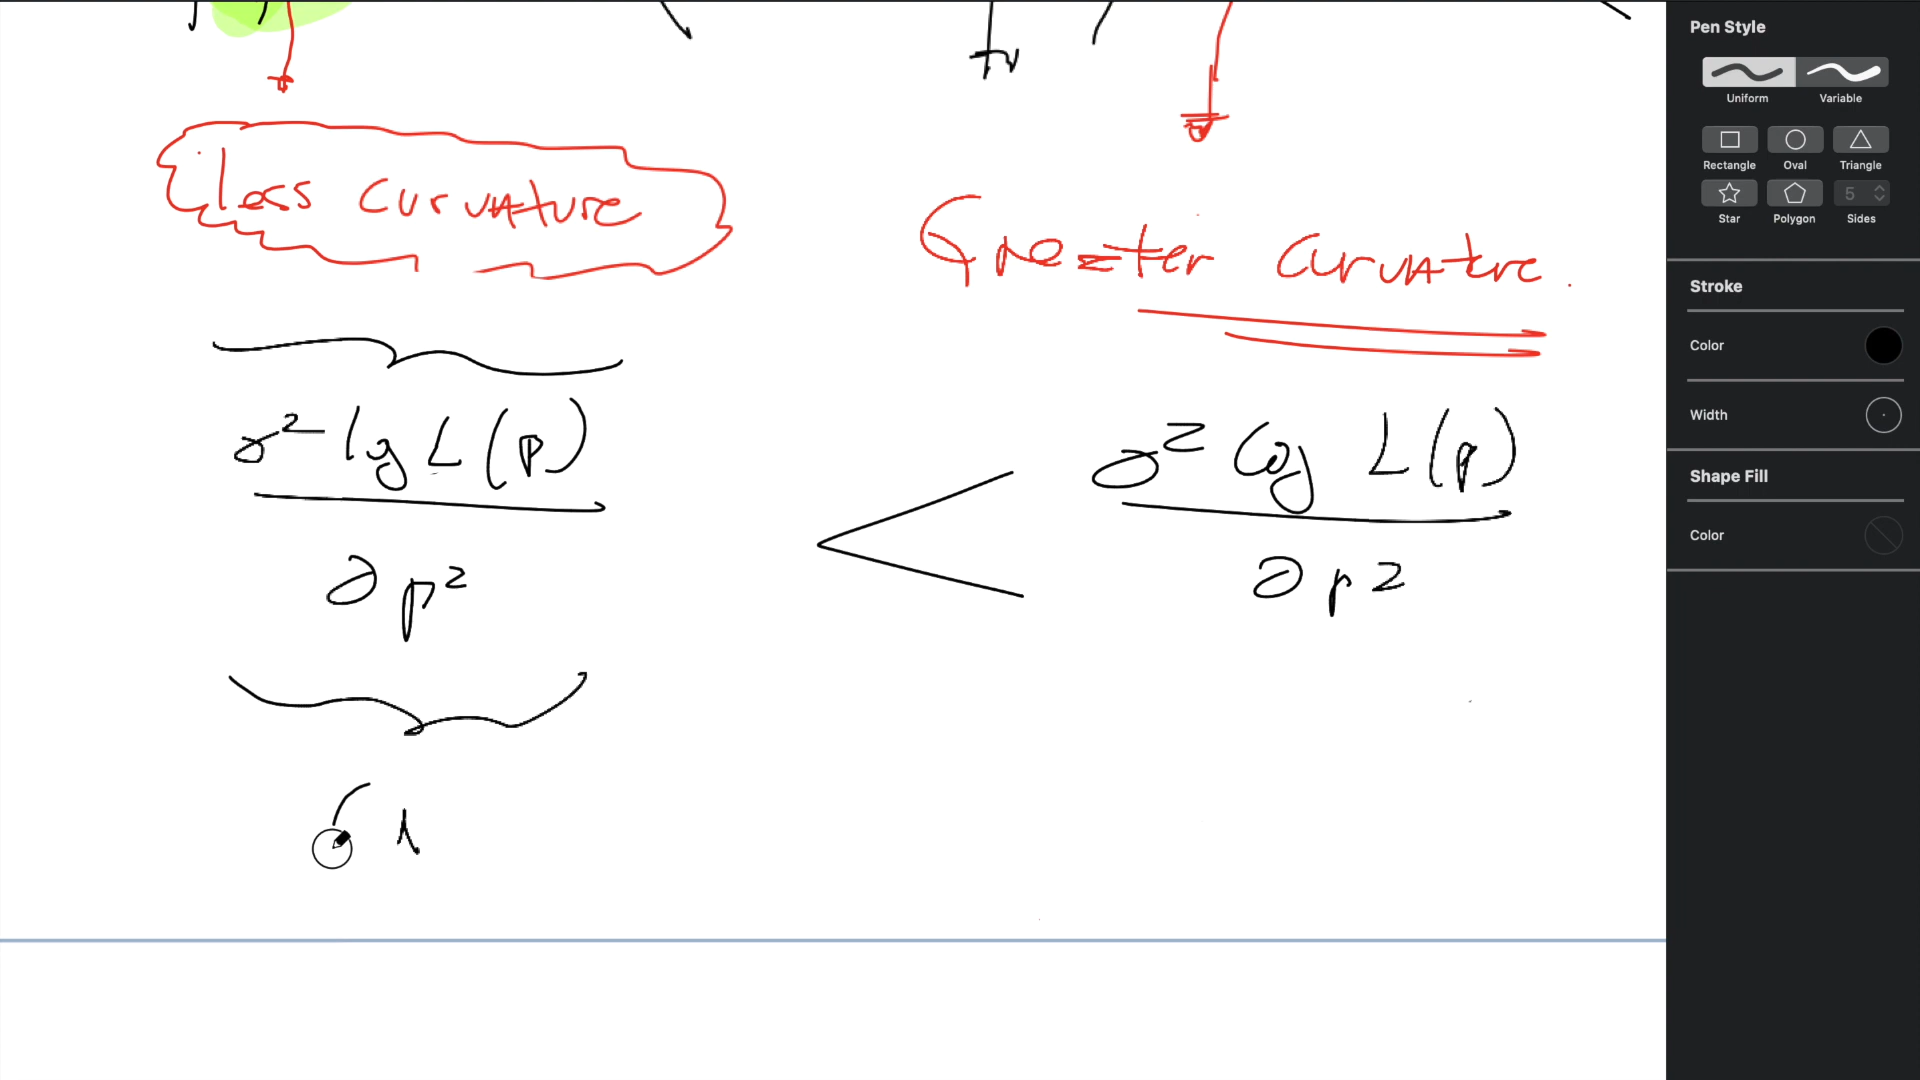 less curvature
Greater curvature.
∂² log L(p)
∂p²
<
∂² log L(p)
∂p²
Pen Style
Uniform
Variable
Rectangle
Oval
Triangle
5
Star
Polygon
Sides
Stroke
Color
Width
Shape Fill
Color